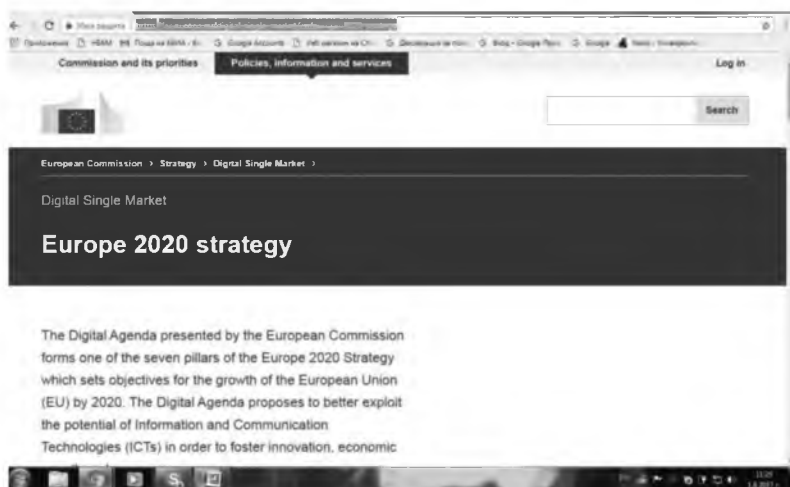 Google Accounts
Google
Commission and its priorities
Policies, information and services
Log in
Search
European Commission › Strategy › Digital Single Market ›
Digital Single Market
Europe 2020 strategy
The Digital Agenda presented by the European Commission
forms one of the seven pillars of the Europe 2020 Strategy
which sets objectives for the growth of the European Union
(EU) by 2020. The Digital Agenda proposes to better exploit
the potential of Information and Communication
Technologies (ICTs) in order to foster innovation, economic